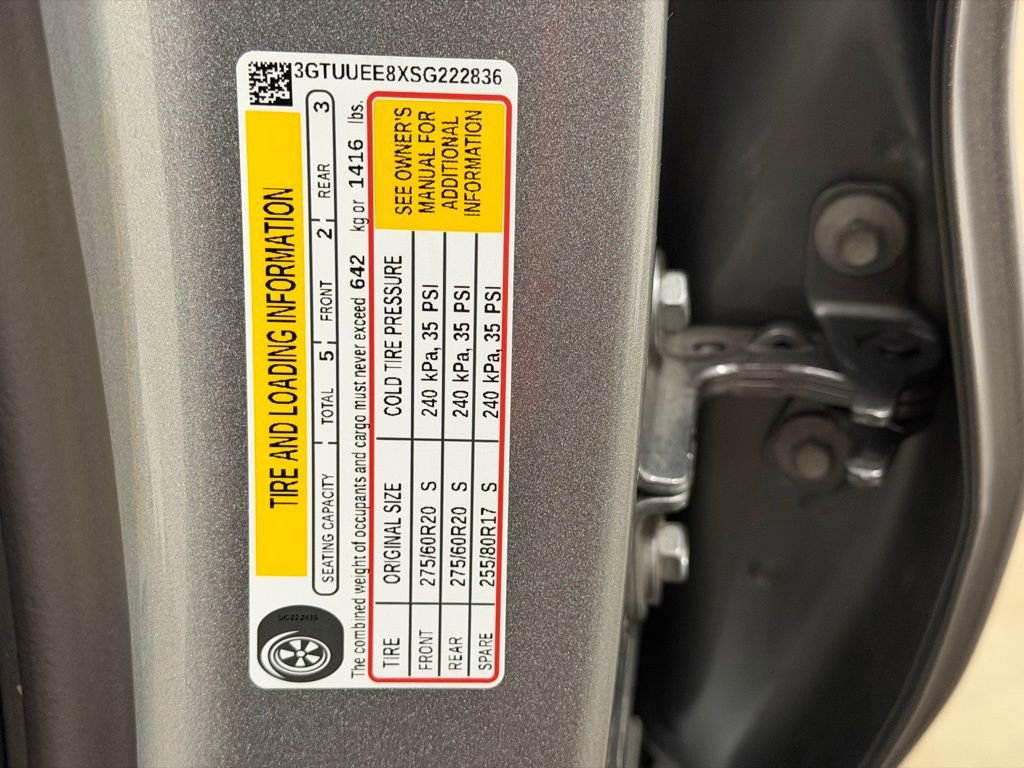 3GTUUEE8XSG222836
TIRE AND LOADING INFORMATION
SEATING CAPACITY TOTAL 5 FRONT 2 REAR 3
The combined weight of occupants and cargo must never exceed 642 kg or 1416 lbs.
TIRE ORIGINAL SIZE COLD TIRE PRESSURE
FRONT 275/60R20 S 240 kPa, 35 PSI
REAR 275/60R20 S 240 kPa, 35 PSI
SPARE 255/80R17 S 240 kPa, 35 PSI
SEE OWNER'S
MANUAL FOR
ADDITIONAL
INFORMATION